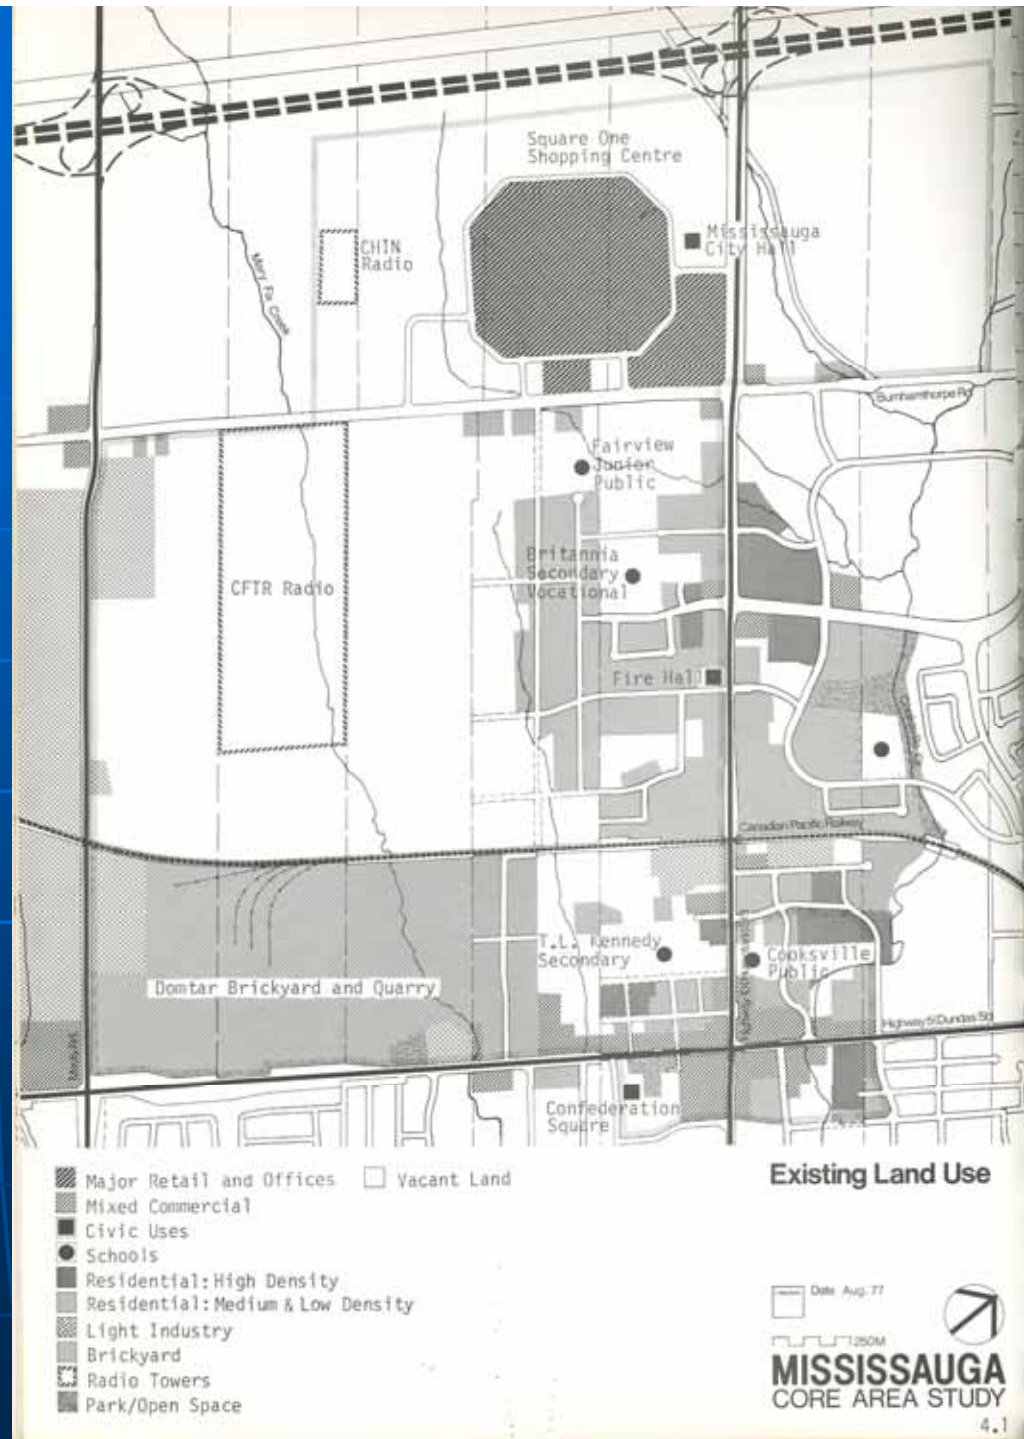 Square One
Shopping Centre
CHIN
Radio
Mississauga
City Hall
Mary Fix Creek
Burnhamthorpe Rd
Fairview
Junior
Public
Britannia
Secondary
Vocational
CFTR Radio
Fire Hall
Canadian Pacific Railway
T.L. Kennedy
Secondary
Cooksville
Public
Domtar Brickyard and Quarry
Highway 5 Dundas St
Confederation
Square
Major Retail and Offices
Vacant Land
Mixed Commercial
Civic Uses
Schools
Residential: High Density
Residential: Medium & Low Density
Light Industry
Brickyard
Radio Towers
Park/Open Space
Existing Land Use
Date Aug. 77
250M
MISSISSAUGA
CORE AREA STUDY
4.1